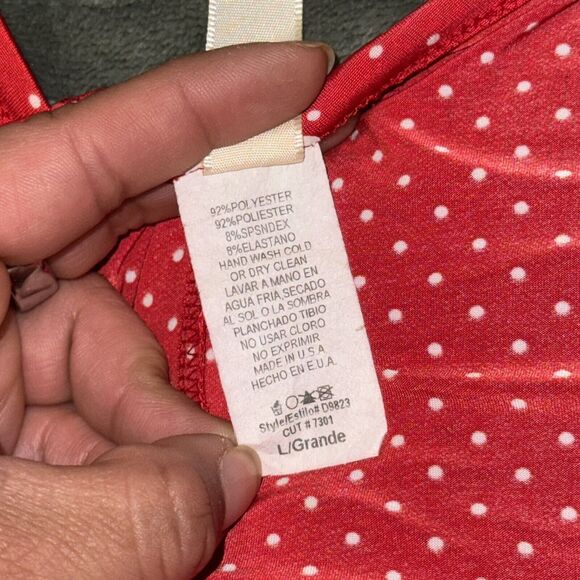 92%POLYESTER
92%POLIESTER
8%SPSNDEX
8%ELASTANO
HAND WASH COLD
OR DRY CLEAN
LAVAR A MANO EN
AGUA FRIA,SECADO
AL SOL O LA SOMBRA
PLANCHADO TIBIO
NO USAR CLORO
NO EXPRIMIR
MADE IN U.S.A
HECHO EN E.U.A.
Style/Estilo# D9823
CUT # 7301
L/Grande